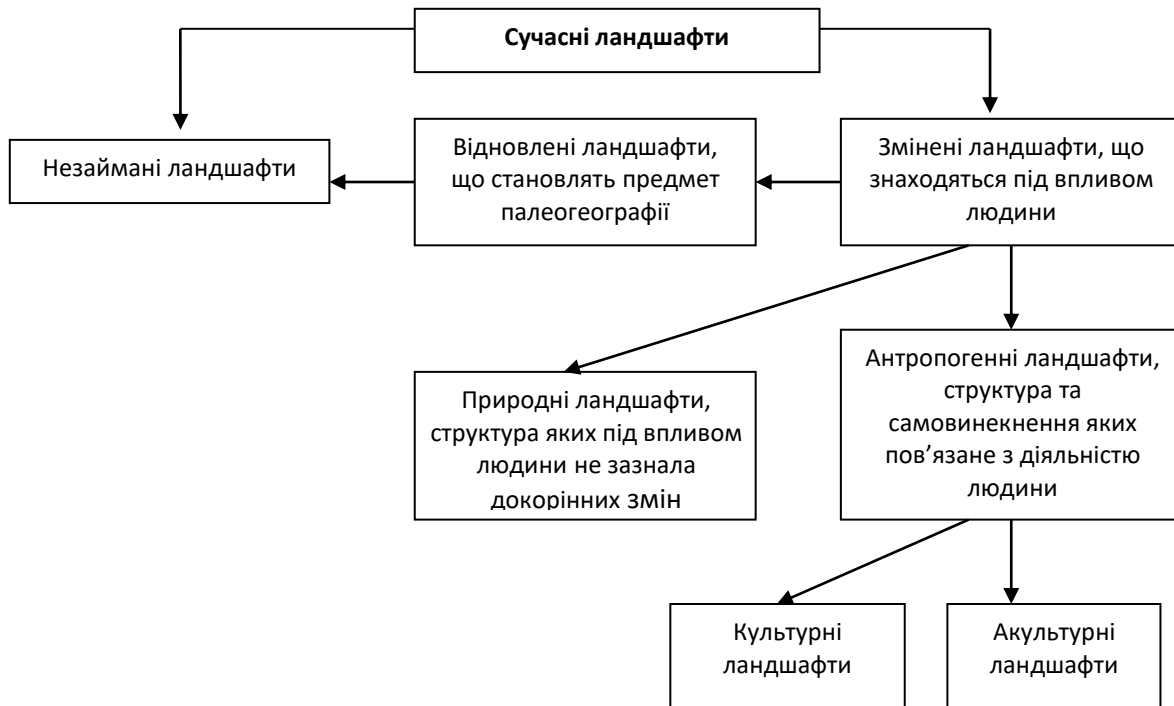 Сучасні ландшафти
Незаймані ландшафти
Відновлені ландшафти,
що становлять предмет
палеогеографії
Змінені ландшафти, що
знаходяться під впливом
людини
Природні ландшафти,
структура яких під впливом
людини не зазнала
докорінних змін
Антропогенні ландшафти,
структура та
самовинекнення яких
пов’язане з діяльністю
людини
Культурні
ландшафти
Акультурні
ландшафти